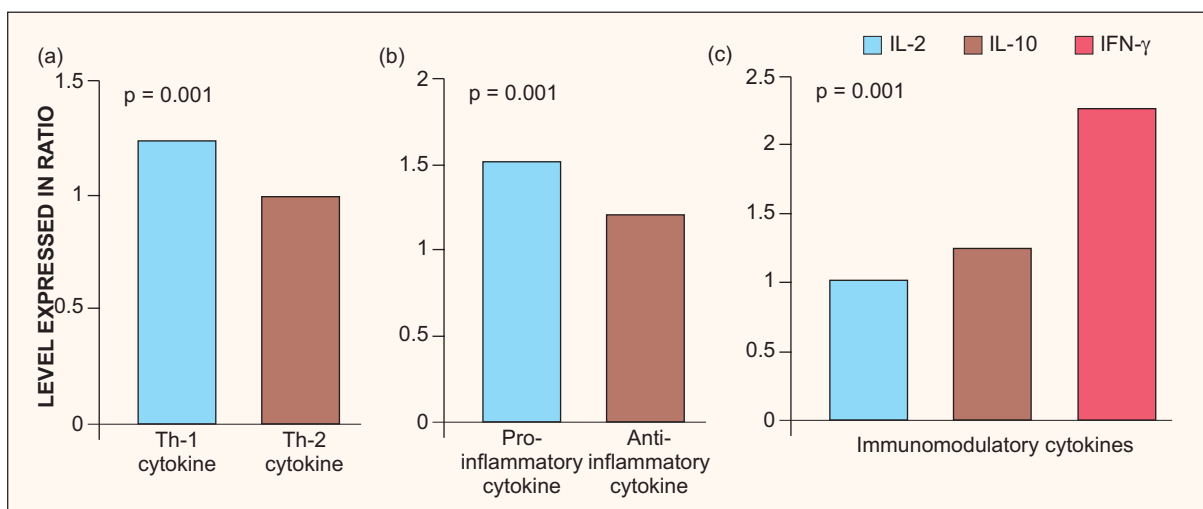 IL-2 IL-10 IFN-γ
(a)
LEVEL EXPRESSED IN RATIO
1.5
1
0.5
0
p = 0.001
Th-1
cytokine
Th-2
cytokine
(b)
2
1.5
1
0.5
0
p = 0.001
Pro-
inflammatory
cytokine
Anti-
inflammatory
cytokine
(c)
2.5
2
1.5
1
0.5
0
p = 0.001
Immunomodulatory cytokines